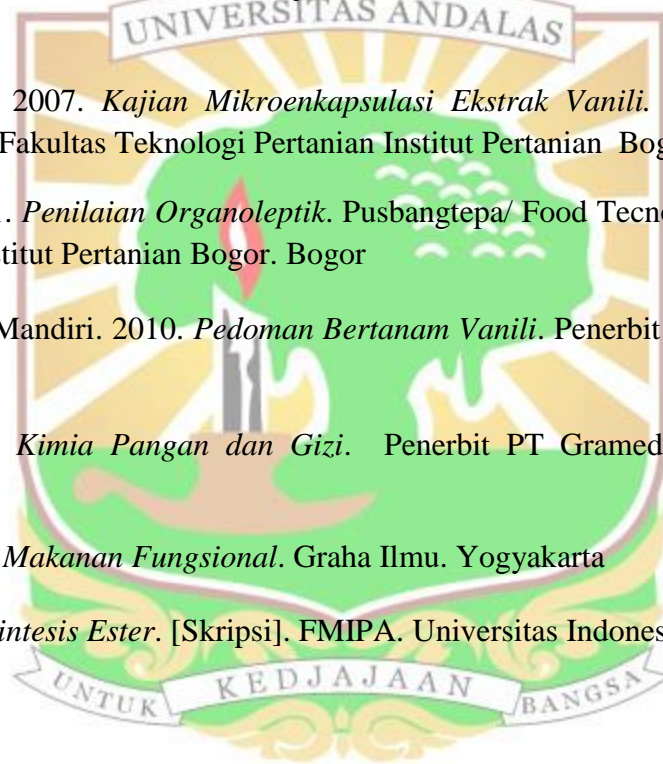 UNIVERSITAS ANDALAS
2007. Kajian Mikroenkapsulasi Ekstrak Vanili.
Fakultas Teknologi Pertanian Institut Pertanian Bog
. Penilaian Organoleptik. Pusbangtepa/ Food Tecno
titut Pertanian Bogor. Bogor
Mandiri. 2010. Pedoman Bertanam Vanili. Penerbit
Kimia Pangan dan Gizi. Penerbit PT Gramed
Makanan Fungsional. Graha Ilmu. Yogyakarta
intesis Ester. [Skripsi]. FMIPA. Universitas Indones
UNTUK KEDJAJAAN BANGSA